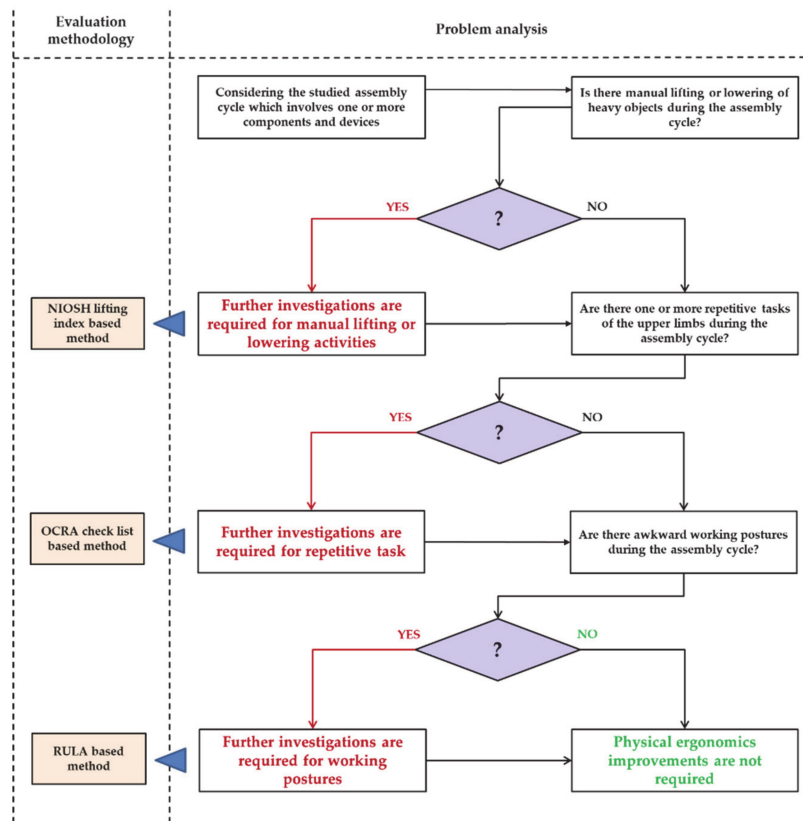 Evaluation
methodology
Problem analysis
Considering the studied assembly
cycle which involves one or more
components and devices
Is there manual lifting or lowering of
heavy objects during the assembly
cycle?
YES
?
NO
NIOSH lifting
index based
method
Further investigations are
required for manual lifting or
lowering activities
Are there one or more repetitive tasks
of the upper limbs during the
assembly cycle?
YES
?
NO
OCRA check list
based method
Further investigations are
required for repetitive task
Are there awkward working postures
during the assembly cycle?
YES
?
NO
RULA based
method
Further investigations are
required for working
postures
Physical ergonomics
improvements are not
required